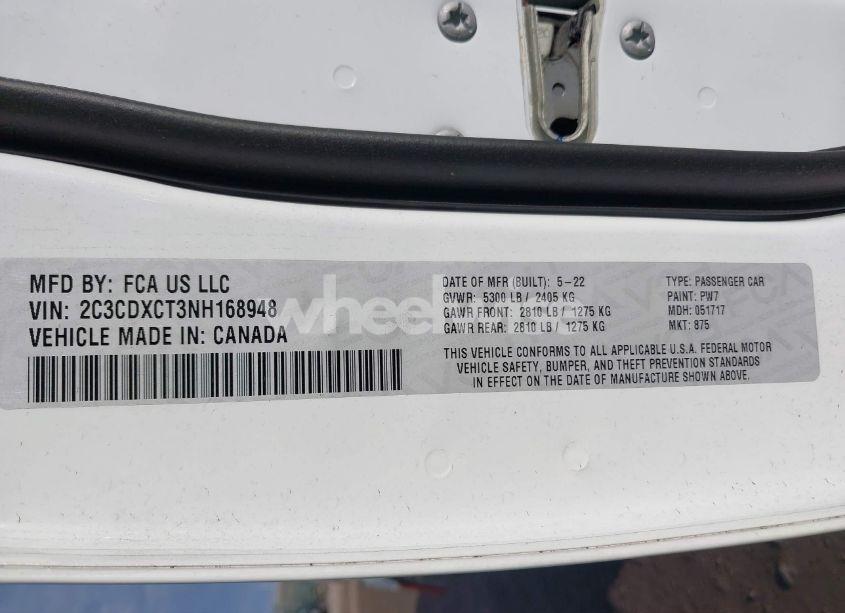 MFD BY: FCA US LLC
VIN: 2C3CDXCT3NH168948
VEHICLE MADE IN: CANADA
DATE OF MFR (BUILT): 5-22
GVWR: 5300 LB / 2405 KG
GAWR FRONT: 2810 LB / 1275 KG
GAWR REAR: 2810 LB / 1275 KG
TYPE: PASSENGER CAR
PAINT: PW7
MDH: 051717
MKT: 875
THIS VEHICLE CONFORMS TO ALL APPLICABLE U.S.A. FEDERAL MOTOR
VEHICLE SAFETY, BUMPER, AND THEFT PREVENTION STANDARDS
IN EFFECT ON THE DATE OF MANUFACTURE SHOWN ABOVE.